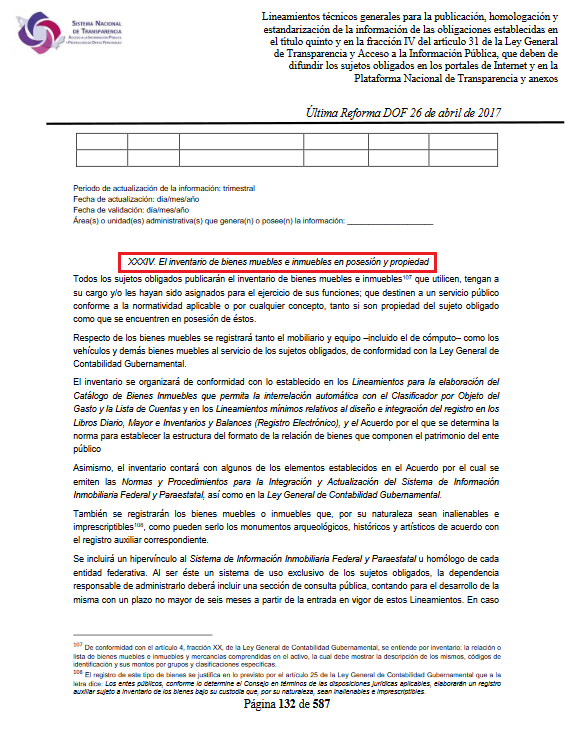 SISTEMA NACIONAL
DE TRANSPARENCIA
ACCESO A LA INFORMACIÓN PÚBLICA
Y PROTECCIÓN DE DATOS PERSONALES
Lineamientos técnicos generales para la publicación, homologación y
estandarización de la información de las obligaciones establecidas en
el título quinto y en la fracción IV del artículo 31 de la Ley General
de Transparencia y Acceso a la Información Pública, que deben de
difundir los sujetos obligados en los portales de Internet y en la
Plataforma Nacional de Transparencia y anexos
Última Reforma DOF 26 de abril de 2017
Periodo de actualización de la información: trimestral
Fecha de actualización: día/mes/año
Fecha de validación: día/mes/año
Área(s) o unidad(es) administrativa(s) que genera(n) o posee(n) la información: ____________________
XXXIV. El inventario de bienes muebles e inmuebles en posesión y propiedad
Todos los sujetos obligados publicarán el inventario de bienes muebles e inmuebles107 que utilicen, tengan a
su cargo y/o les hayan sido asignados para el ejercicio de sus funciones; que destinen a un servicio público
conforme a la normatividad aplicable o por cualquier concepto, tanto si son propiedad del sujeto obligado
como que se encuentren en posesión de éstos.
Respecto de los bienes muebles se registrará tanto el mobiliario y equipo –incluido el de cómputo– como los
vehículos y demás bienes muebles al servicio de los sujetos obligados, de conformidad con la Ley General de
Contabilidad Gubernamental.
El inventario se organizará de conformidad con lo establecido en los Lineamientos para la elaboración del
Catálogo de Bienes Inmuebles que permita la interrelación automática con el Clasificador por Objeto del
Gasto y la Lista de Cuentas y en los Lineamientos mínimos relativos al diseño e integración del registro en los
Libros Diario, Mayor e Inventarios y Balances (Registro Electrónico), y el Acuerdo por el que se determina la
norma para establecer la estructura del formato de la relación de bienes que componen el patrimonio del ente
público
Asimismo, el inventario contará con algunos de los elementos establecidos en el Acuerdo por el cual se
emiten las Normas y Procedimientos para la Integración y Actualización del Sistema de Información
Inmobiliaria Federal y Paraestatal, así como en la Ley General de Contabilidad Gubernamental.
También se registrarán los bienes muebles o inmuebles que, por su naturaleza sean inalienables e
imprescriptibles108, como pueden serlo los monumentos arqueológicos, históricos y artísticos de acuerdo con
el registro auxiliar correspondiente.
Se incluirá un hipervínculo al Sistema de Información Inmobiliaria Federal y Paraestatal u homólogo de cada
entidad federativa. Al ser éste un sistema de uso exclusivo de los sujetos obligados, la dependencia
responsable de administrarlo deberá incluir una sección de consulta pública, contando para el desarrollo de la
misma con un plazo no mayor de seis meses a partir de la entrada en vigor de estos Lineamientos. En caso
107 De conformidad con el artículo 4, fracción XX, de la Ley General de Contabilidad Gubernamental, se entiende por inventario: la relación o
lista de bienes muebles e inmuebles y mercancías comprendidas en el activo, la cual debe mostrar la descripción de los mismos, códigos de
identificación y sus montos por grupos y clasificaciones específicas.
108 El registro de este tipo de bienes se justifica en lo previsto por el artículo 25 de la Ley General de Contabilidad Gubernamental que a la
letra dice: Los entes públicos, conforme lo determine el Consejo en términos de las disposiciones jurídicas aplicables, elaborarán un registro
auxiliar sujeto a inventario de los bienes bajo su custodia que, por su naturaleza, sean inalienables e imprescriptibles.
Página 132 de 587